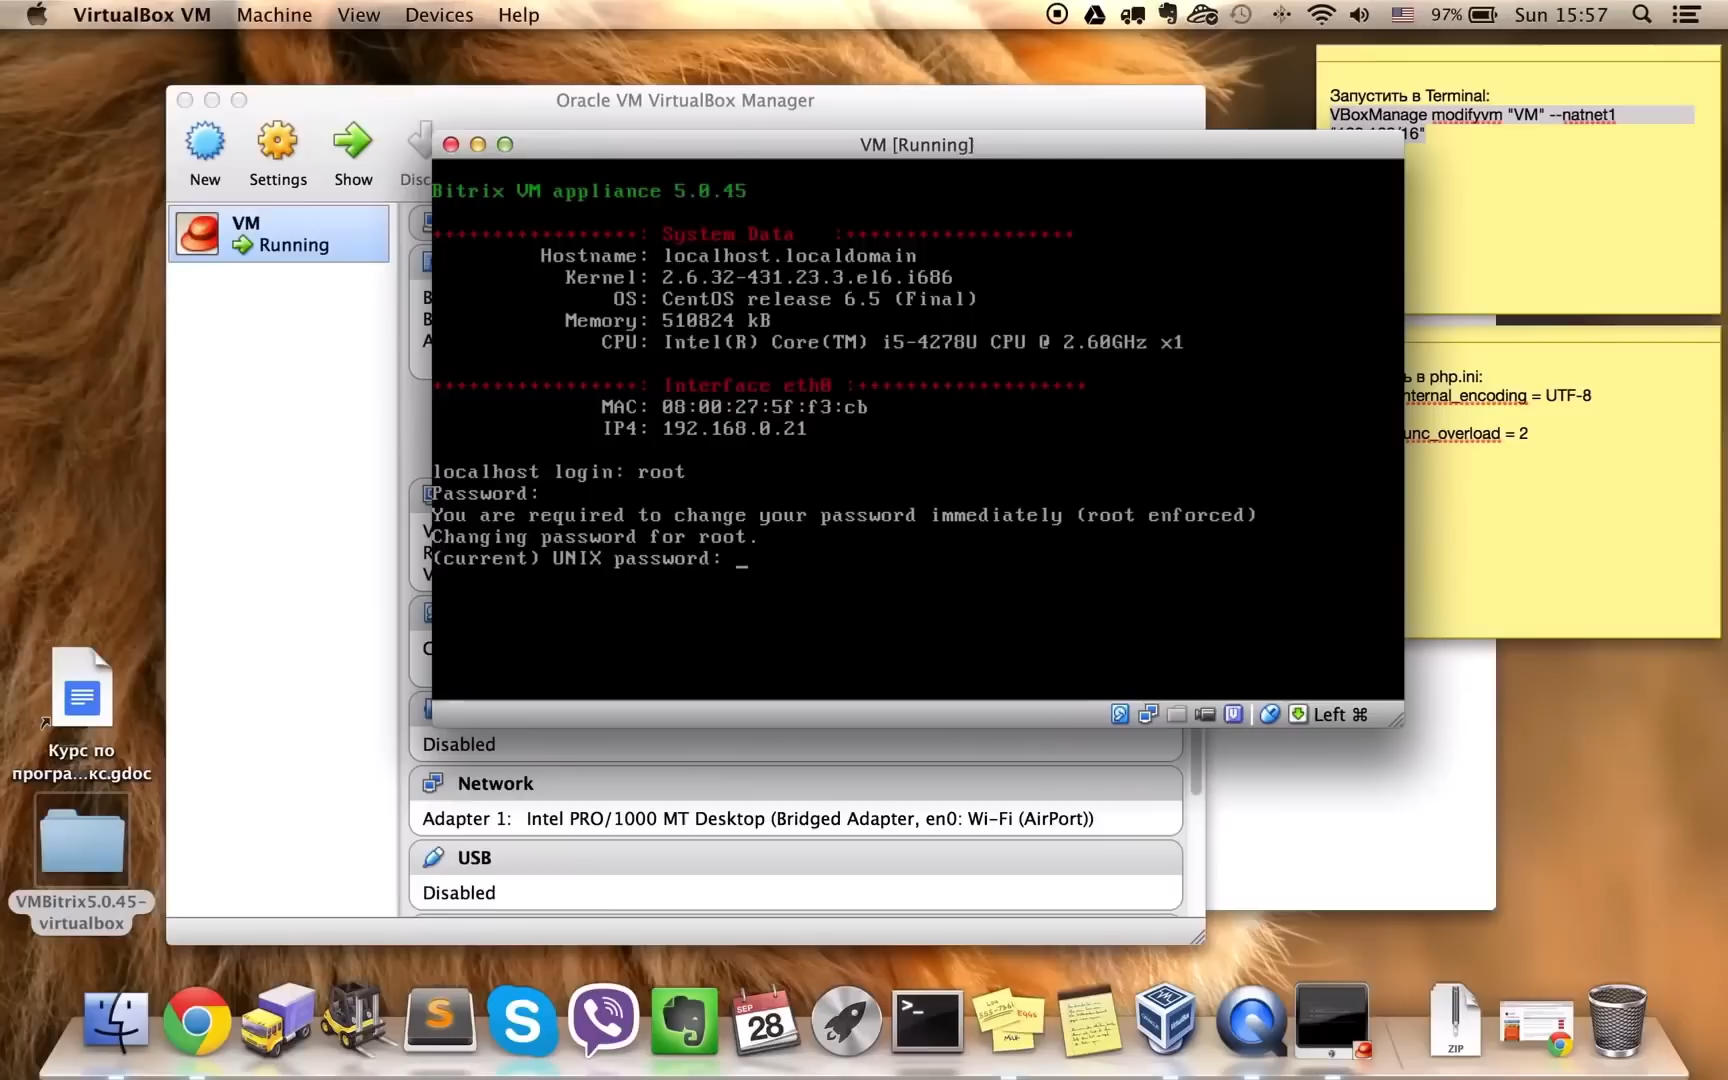 VirtualBox VM Machine View Devices Help
97% Sun 15:57
Oracle VM VirtualBox Manager
New Settings Show
VM
Running
VM [Running]
Bitrix VM appliance 5.0.45
+++++++++++++++++: System Data :+++++++++++++++++++
Hostname: localhost.localdomain
Kernel: 2.6.32-431.23.3.el6.i686
OS: CentOS release 6.5 (Final)
Memory: 510824 kB
CPU: Intel(R) Core(TM) i5-4278U CPU @ 2.60GHz x1
+++++++++++++++++: Interface eth0 :+++++++++++++++++++
MAC: 08:00:27:5f:f3:cb
IP4: 192.168.0.21
localhost login: root
Password:
You are required to change your password immediately (root enforced)
Changing password for root.
(current) UNIX password: _
Left ⌘
Disabled
Network
Adapter 1: Intel PRO/1000 MT Desktop (Bridged Adapter, en0: Wi-Fi (AirPort))
USB
Disabled
Запустить в Terminal:
VBoxManage modifyvm "VM" --natnet1
/16"
в php.ini:
nternal_encoding = UTF-8
unc_overload = 2
Курс по
програ...кс.gdoc
VMBitrix5.0.45-
virtualbox
SEP
28
ZIP